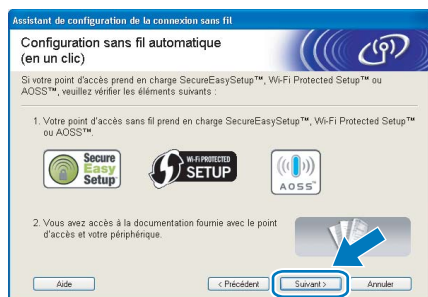 Assistant de configuration de la connexion sans fil
Configuration sans fil automatique
(en un clic)
Si votre point d'accès prend en charge SecureEasySetup™, Wi-Fi Protected Setup™ ou
AOSS™, veuillez vérifier les éléments suivants :
1. Votre point d'accès sans fil prend en charge SecureEasySetup™, Wi-Fi Protected Setup™
ou AOSS™.
Secure
Easy
Setup
WI-FI PROTECTED
SETUP
AOSS™
2. Vous avez accès à la documentation fournie avec le point
d'accès et votre périphérique.
Aide
< Précédent
Suivant >
Annuler